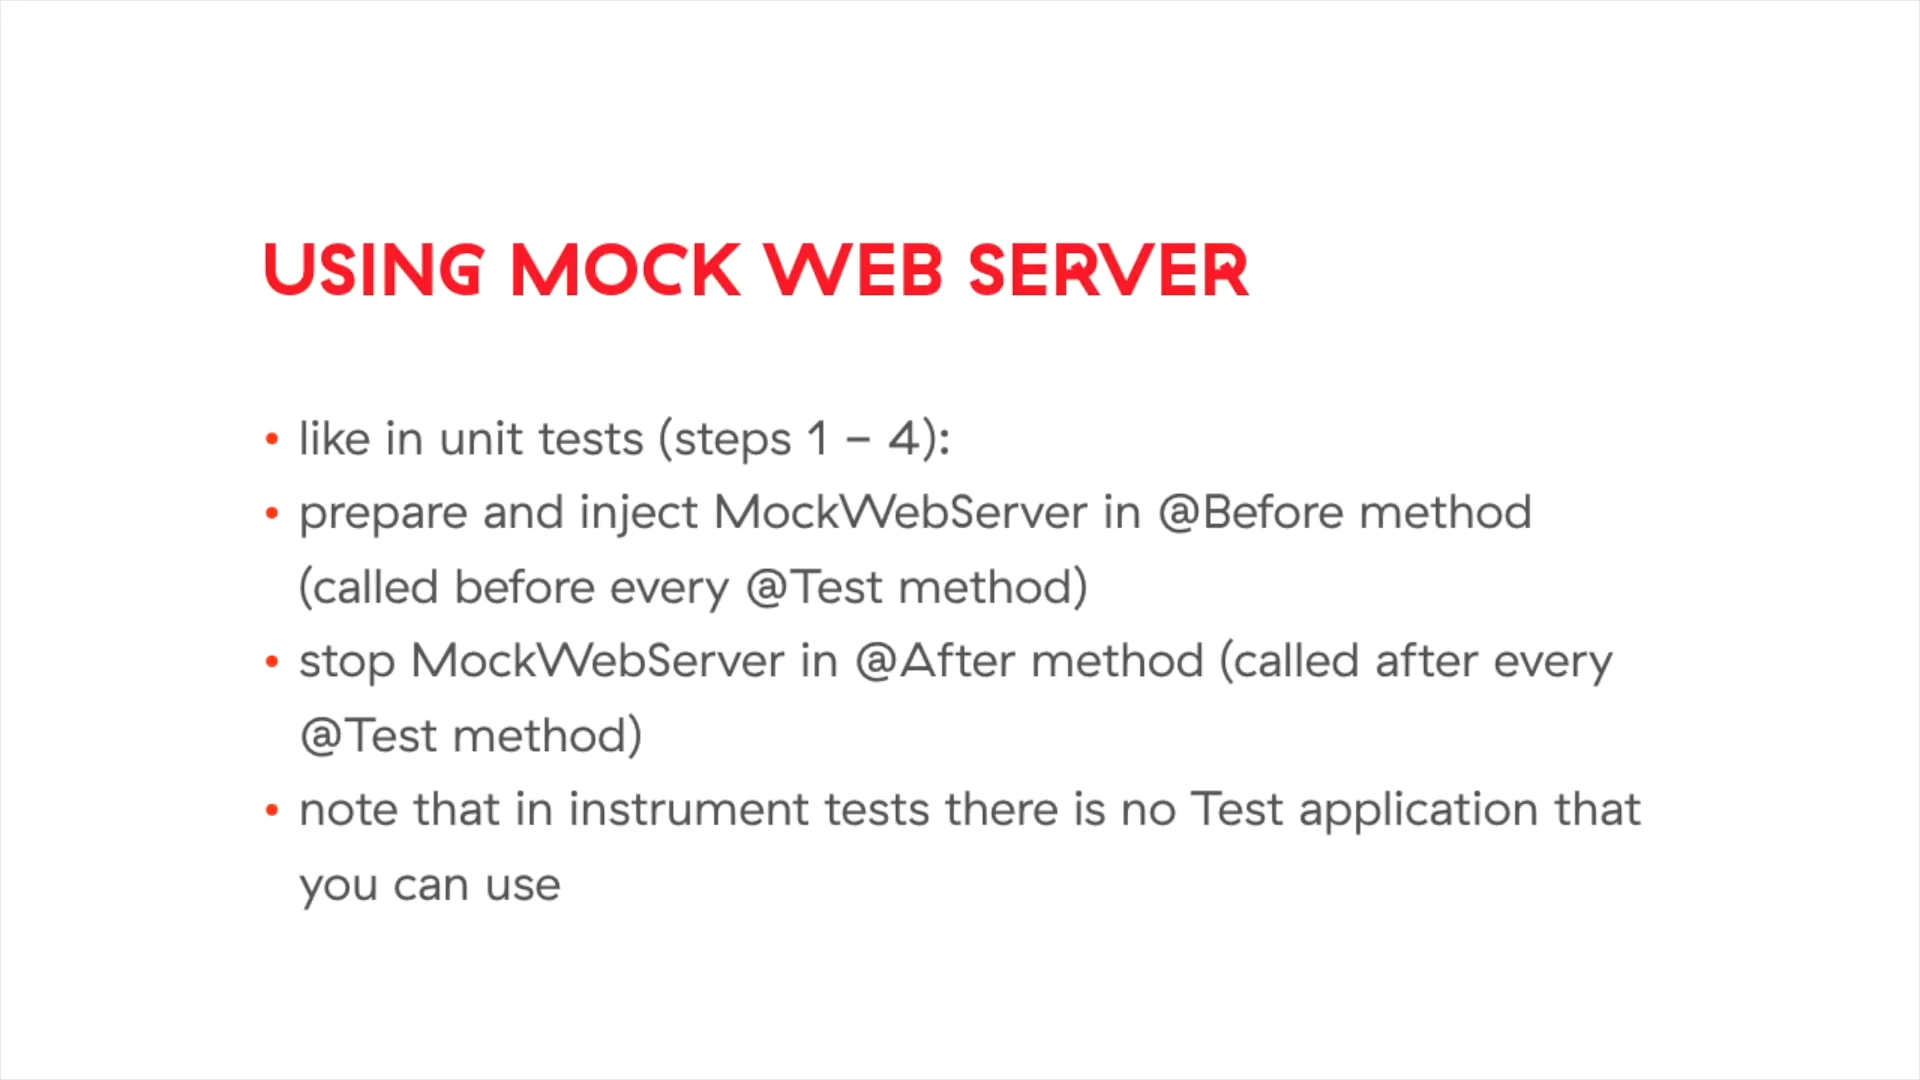 USING MOCK WEB SERVER
• like in unit tests (steps 1 – 4):
• prepare and inject MockWebServer in @Before method
(called before every @Test method)
• stop MockWebServer in @After method (called after every
@Test method)
• note that in instrument tests there is no Test application that
you can use